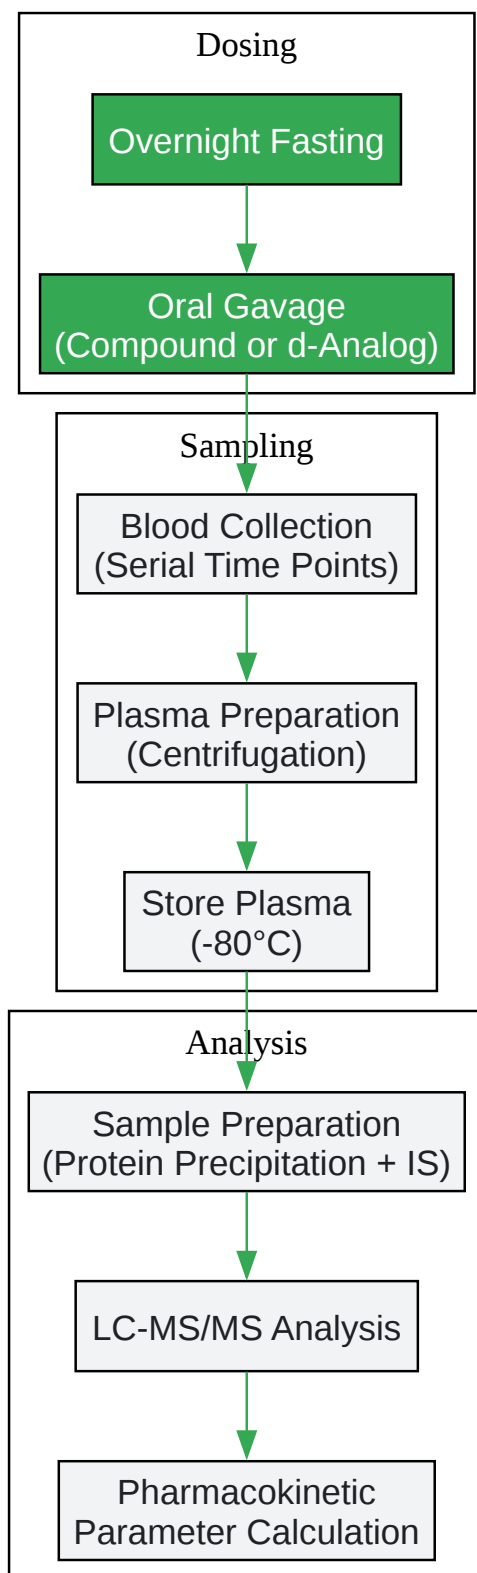 Dosing
Overnight Fasting
Oral Gavage
(Compound or d-Analog)
Sampling
Blood Collection
(Serial Time Points)
Plasma Preparation
(Centrifugation)
Store Plasma
(-80°C)
Analysis
Sample Preparation
(Protein Precipitation + IS)
LC-MS/MS Analysis
Pharmacokinetic
Parameter Calculation